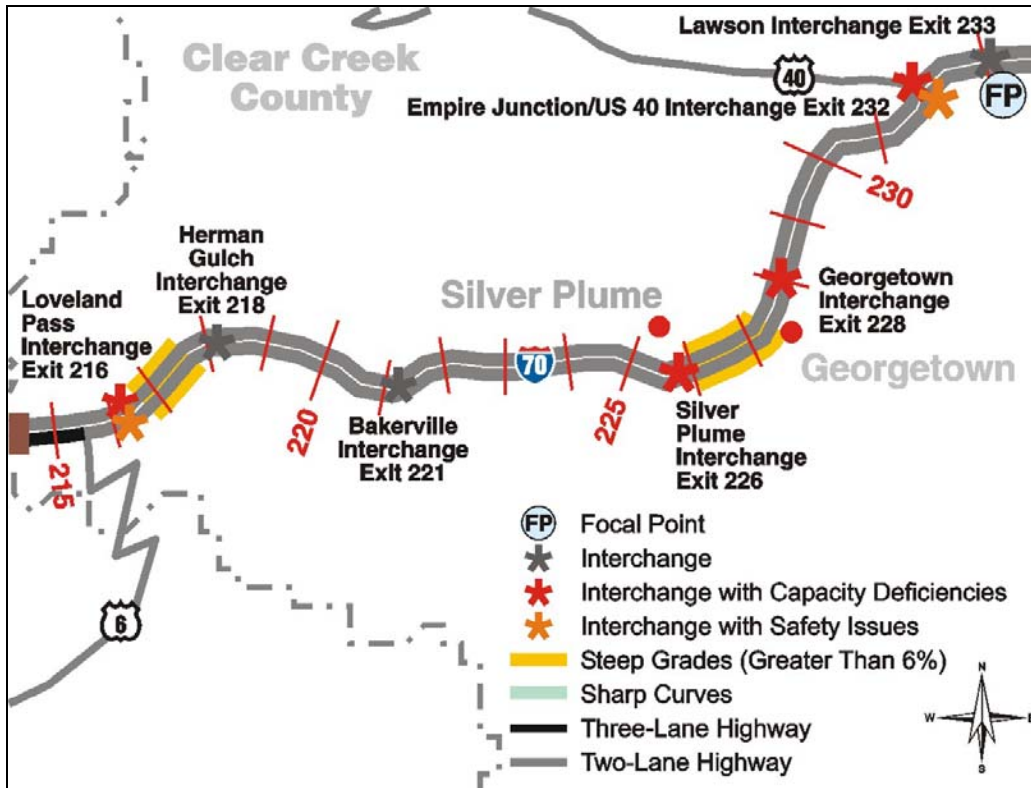 Lawson Interchange Exit 233
Clear Creek
County
40
FP
Empire Junction/US 40 Interchange Exit 232
230
Herman
Gulch
Interchange
Exit 218
Loveland
Pass
Interchange
Exit 216
Silver Plume
Georgetown
Interchange
Exit 228
70
Georgetown
220
225
215
Bakerville
Interchange
Exit 221
Silver
Plume
Interchange
Exit 226
6
FP Focal Point
Interchange
Interchange with Capacity Deficiencies
Interchange with Safety Issues
Steep Grades (Greater Than 6%)
Sharp Curves
Three-Lane Highway
Two-Lane Highway
N
W E
S